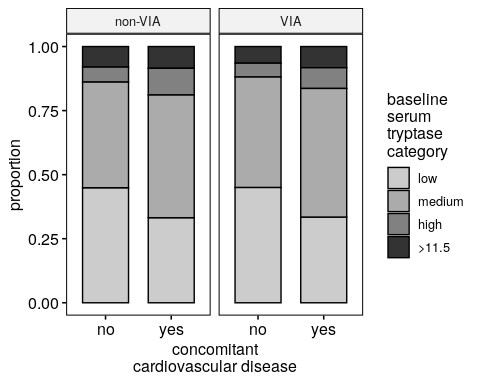 non-VIA
VIA
1.00
0.75
0.50
0.25
0.00
proportion
no
yes
no
yes
concomitant
cardiovascular disease
baseline
serum
tryptase
category
low
medium
high
>11.5